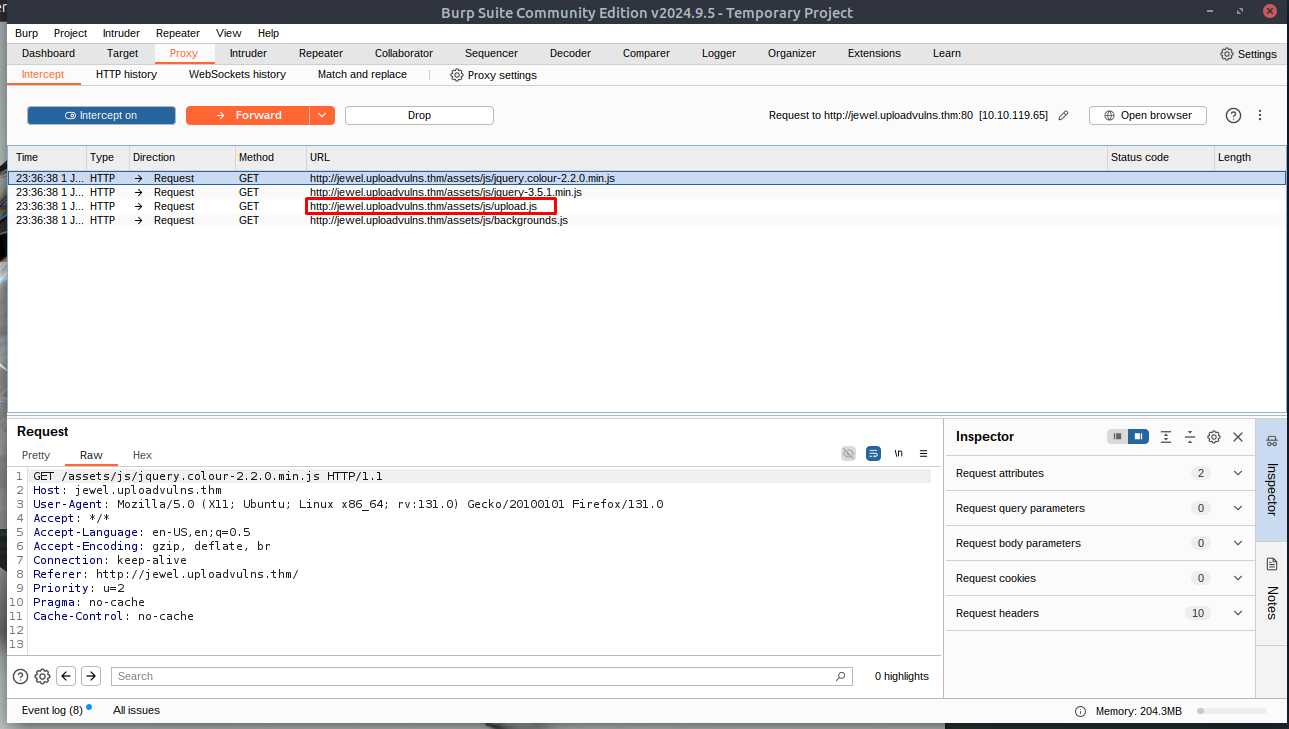 Burp Suite Community Edition v2024.9.5 - Temporary Project
Burp Project Intruder Repeater View Help
Dashboard Target Proxy Intruder Repeater Collaborator Sequencer Decoder Comparer Logger Organizer Extensions Learn Settings
Intercept HTTP history WebSockets history Match and replace Proxy settings
Intercept on Forward Drop Request to http://jewel.uploadvulns.thm:80 [10.10.119.65] Open browser
Time Type Direction Method URL Status code Length
23:36:38 1 J... HTTP → Request GET http://jewel.uploadvulns.thm/assets/js/jquery.colour-2.2.0.min.js
23:36:38 1 J... HTTP → Request GET http://jewel.uploadvulns.thm/assets/js/jquery-3.5.1.min.js
23:36:38 1 J... HTTP → Request GET http://jewel.uploadvulns.thm/assets/js/upload.js
23:36:38 1 J... HTTP → Request GET http://jewel.uploadvulns.thm/assets/js/backgrounds.js
Request
Pretty Raw Hex \n
1 GET /assets/js/jquery.colour-2.2.0.min.js HTTP/1.1
2 Host: jewel.uploadvulns.thm
3 User-Agent: Mozilla/5.0 (X11; Ubuntu; Linux x86_64; rv:131.0) Gecko/20100101 Firefox/131.0
4 Accept: */*
5 Accept-Language: en-US,en;q=0.5
6 Accept-Encoding: gzip, deflate, br
7 Connection: keep-alive
8 Referer: http://jewel.uploadvulns.thm/
9 Priority: u=2
10 Pragma: no-cache
11 Cache-Control: no-cache
12
13
Search 0 highlights
Inspector
Request attributes 2
Request query parameters 0
Request body parameters 0
Request cookies 0
Request headers 10
Inspector
Notes
Event log (8) All issues Memory: 204.3MB